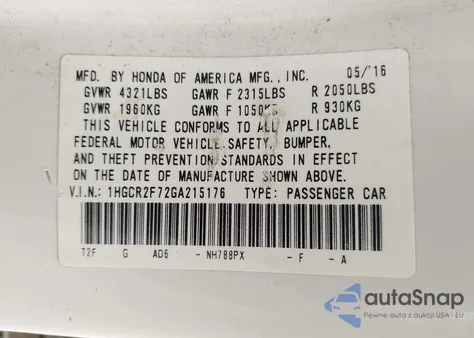 MFD. BY HONDA OF AMERICA MFG., INC. 05/'16
GVWR 4321LBS GAWR F 2315LBS R 2050LBS
GVWR 1960KG GAWR F 1050KG R 930KG
THIS VEHICLE CONFORMS TO ALL APPLICABLE
FEDERAL MOTOR VEHICLE SAFETY, BUMPER,
AND THEFT PREVENTION STANDARDS IN EFFECT
ON THE DATE OF MANUFACTURE SHOWN ABOVE.
V.I.N.: 1HGCR2F72GA215176 TYPE: PASSENGER CAR
T2F G AD6 - NH788PX - F - A
autoSnap
Pewne auta z aukcji USA i EU